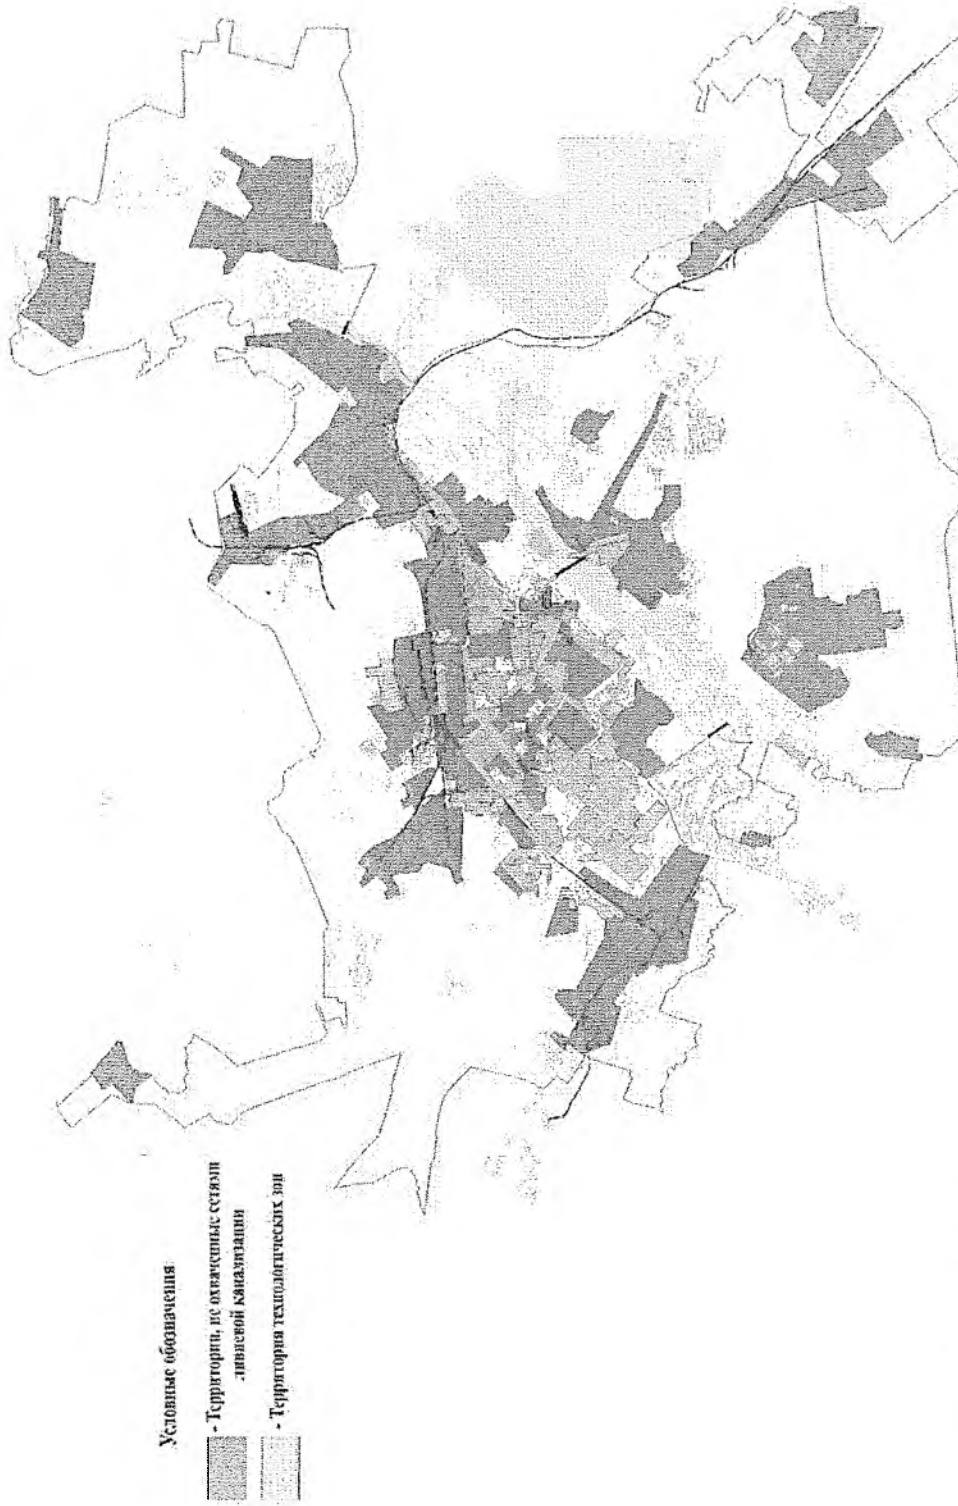 Условные обозначения:
- Территории, не охваченные сетями
ливневой канализации
- Территория технологических зон